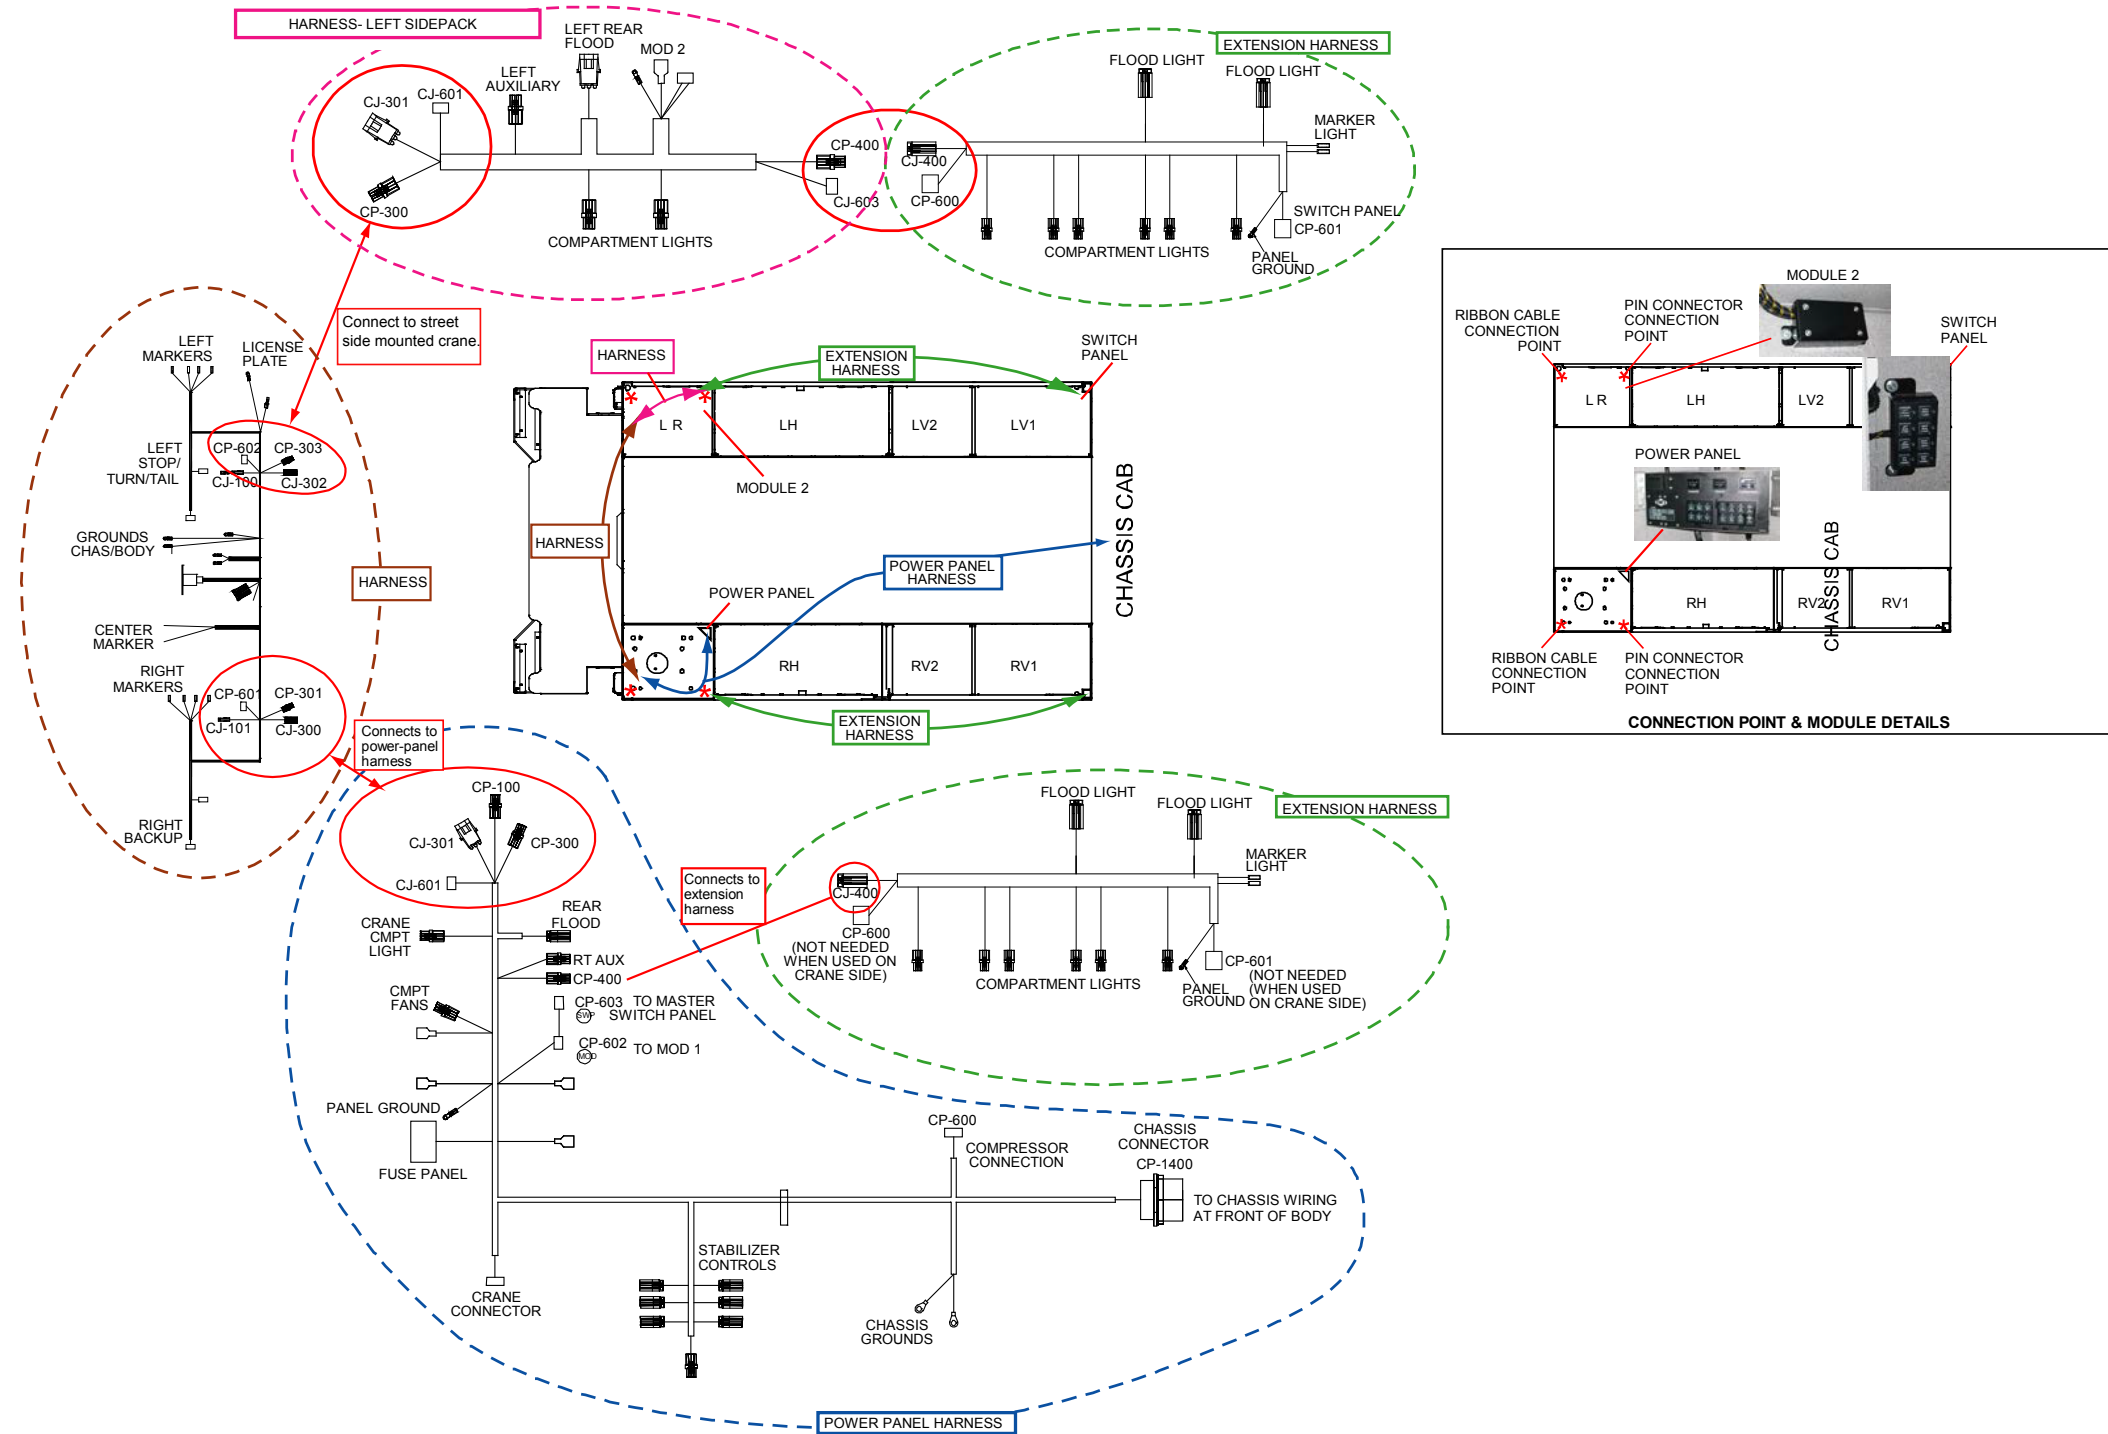 HARNESS- LEFT SIDEPACK
LEFT REAR
FLOOD
MOD 2
LEFT
AUXILIARY
CJ-601
CJ-301
CP-300
COMPARTMENT LIGHTS
CP-400
CJ-603
EXTENSION HARNESS
FLOOD LIGHT
FLOOD LIGHT
MARKER
LIGHT
CJ-400
CP-600
SWITCH PANEL
CP-601
COMPARTMENT LIGHTS
PANEL
GROUND
Connect to street
side mounted crane.
LEFT
MARKERS
LICENSE
PLATE
LEFT
STOP/
TURN/TAIL
CP-602
CP-303
CJ-100
CJ-302
GROUNDS
CHAS/BODY
HARNESS
CENTER
MARKER
RIGHT
MARKERS
CP-601
CP-301
CJ-101
CJ-300
RIGHT
BACKUP
Connects to
power-panel
harness
HARNESS
EXTENSION
HARNESS
SWITCH
PANEL
L R
LH
LV2
LV1
MODULE 2
HARNESS
POWER PANEL
HARNESS
CHASSIS CAB
POWER PANEL
RH
RV2
RV1
EXTENSION
HARNESS
MODULE 2
RIBBON CABLE
CONNECTION
POINT
PIN CONNECTOR
CONNECTION
POINT
SWITCH
PANEL
L R
LH
LV2
POWER PANEL
CHASSIS CAB
RH
RV2
RV1
RIBBON CABLE
CONNECTION
POINT
PIN CONNECTOR
CONNECTION
POINT
CONNECTION POINT & MODULE DETAILS
CP-100
CJ-301
CP-300
CJ-601
CRANE
CMPT
LIGHT
REAR
FLOOD
RT AUX
CP-400
Connects to
extension
harness
CMPT
FANS
CP-603 TO MASTER
SWITCH PANEL
SWP
CP-602 TO MOD 1
MOD
PANEL GROUND
FUSE PANEL
CRANE
CONNECTOR
STABILIZER
CONTROLS
CP-600
COMPRESSOR
CONNECTION
CHASSIS
GROUNDS
CHASSIS
CONNECTOR
CP-1400
TO CHASSIS WIRING
AT FRONT OF BODY
POWER PANEL HARNESS
EXTENSION HARNESS
FLOOD LIGHT
FLOOD LIGHT
MARKER
LIGHT
CJ-400
CP-600
(NOT NEEDED
WHEN USED ON
CRANE SIDE)
COMPARTMENT LIGHTS
PANEL
GROUND
CP-601
(NOT NEEDED
(WHEN USED
ON CRANE SIDE)